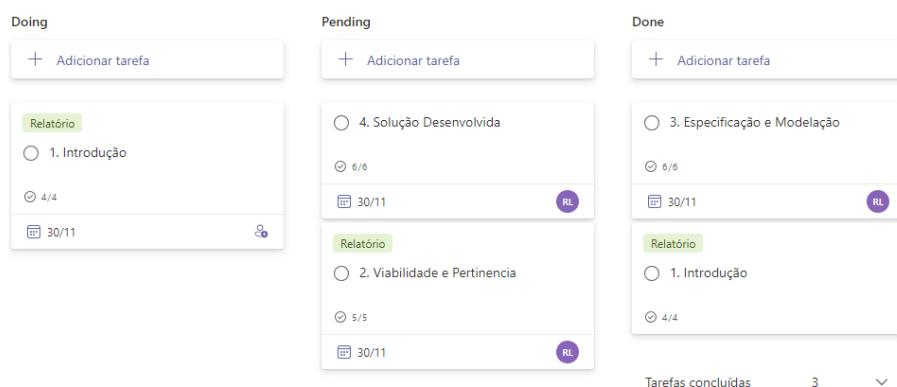 Doing
Adicionar tarefa
Relatório
1. Introdução
4/4
30/11
Pending
Adicionar tarefa
4. Solução Desenvolvida
6/6
30/11
RL
Relatório
2. Viabilidade e Pertinencia
5/5
30/11
RL
Done
Adicionar tarefa
3. Especificação e Modelação
6/6
30/11
RL
Relatório
1. Introdução
4/4
Tarefas concluídas 3